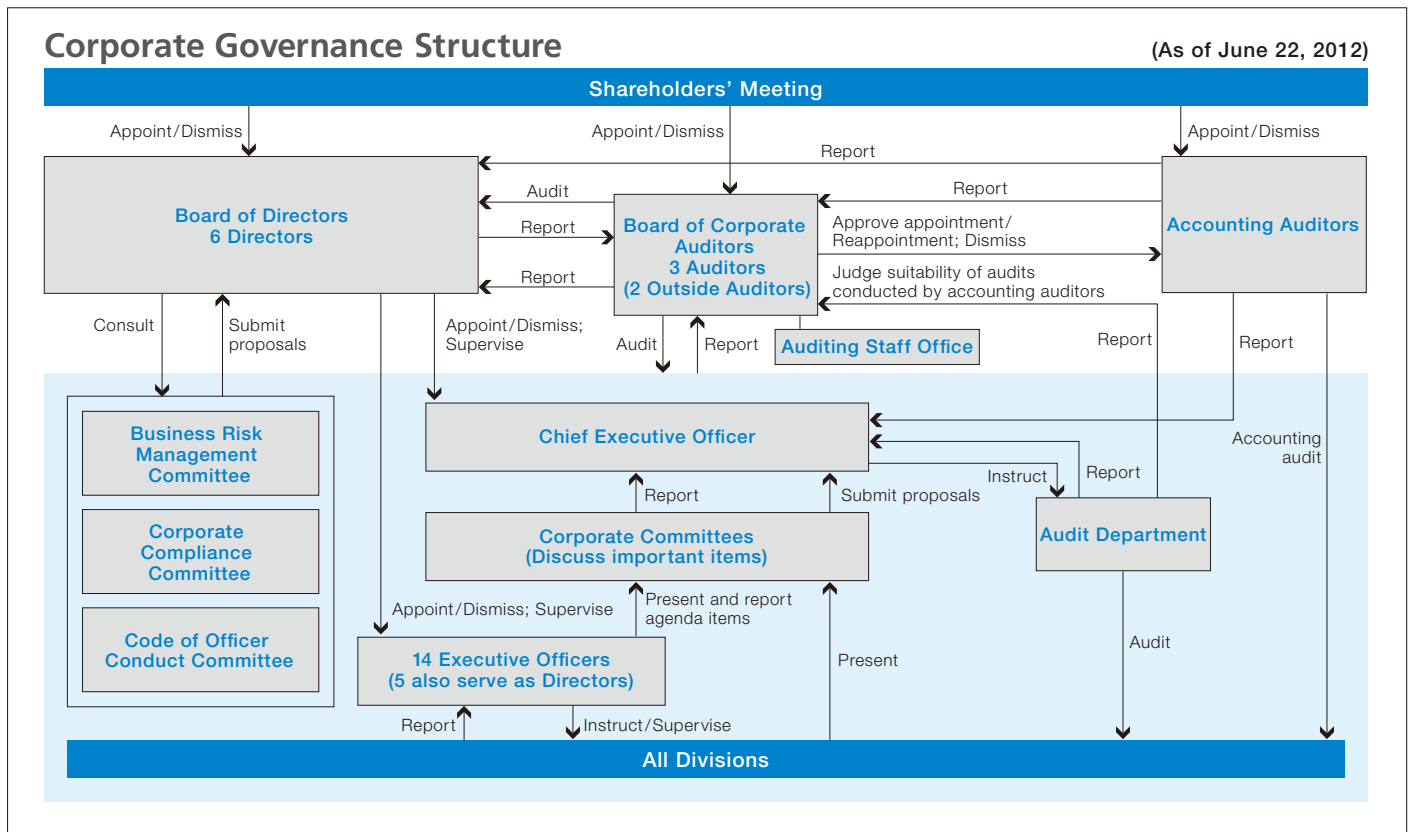 Corporate Governance Structure
(As of June 22, 2012)
Shareholders’ Meeting
Appoint/Dismiss
Appoint/Dismiss
Appoint/Dismiss
Report
Board of Directors
6 Directors
Audit
Report
Report
Board of Corporate
Auditors
3 Auditors
(2 Outside Auditors)
Report
Approve appointment/
Reappointment; Dismiss
Judge suitability of audits
conducted by accounting auditors
Accounting Auditors
Consult
Submit
proposals
Appoint/Dismiss;
Supervise
Audit
Report
Auditing Staff Office
Report
Report
Business Risk
Management
Committee
Corporate
Compliance
Committee
Code of Officer
Conduct Committee
Chief Executive Officer
Instruct
Report
Accounting
audit
Report
Submit proposals
Corporate Committees
(Discuss important items)
Audit Department
Appoint/Dismiss; Supervise
Present and report
agenda items
14 Executive Officers
(5 also serve as Directors)
Present
Audit
Report
Instruct/Supervise
All Divisions